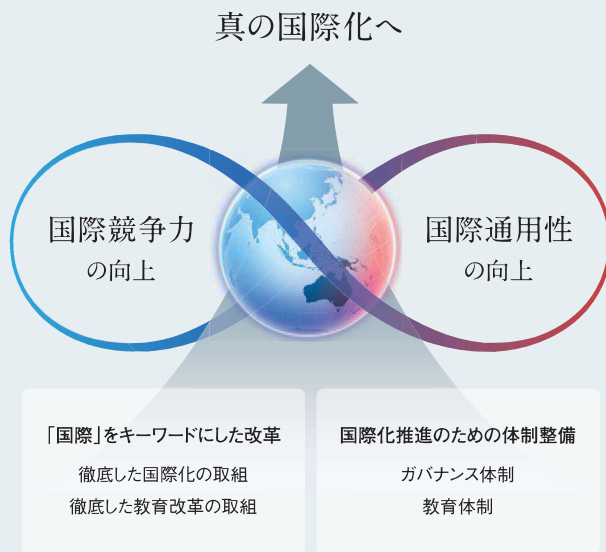 真の国際化へ
国際競争力
の向上
国際通用性
の向上
「国際」をキーワードにした改革
徹底した国際化の取組
徹底した教育改革の取組
国際化推進のための体制整備
ガバナンス体制
教育体制